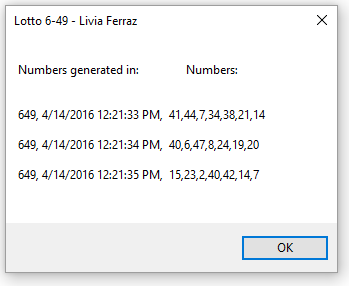 Lotto 6-49 - Livia Ferraz
Numbers generated in: Numbers:
649, 4/14/2016 12:21:33 PM, 41,44,7,34,38,21,14
649, 4/14/2016 12:21:34 PM, 40,6,47,8,24,19,20
649, 4/14/2016 12:21:35 PM, 15,23,2,40,42,14,7
OK